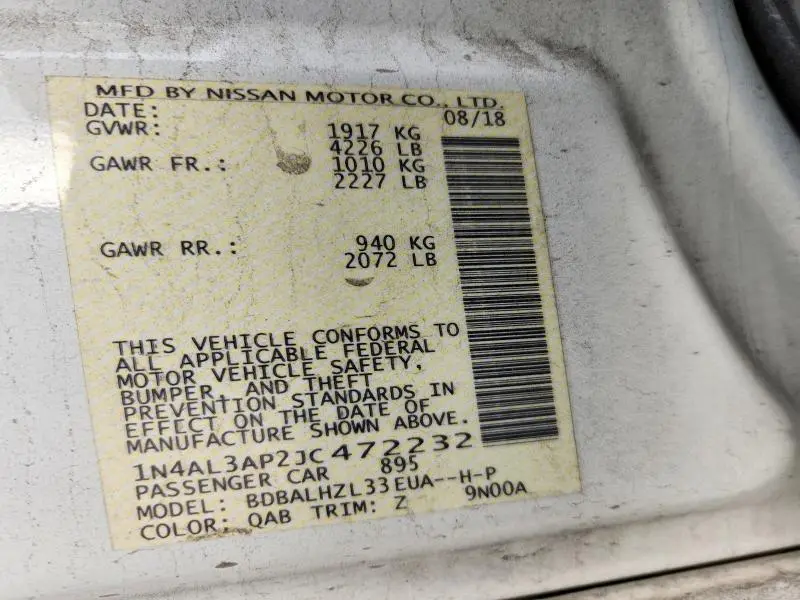 MFD BY NISSAN MOTOR CO., LTD.
DATE: 08/18
GVWR: 1917 KG
4226 LB
GAWR FR.: 1010 KG
2227 LB
GAWR RR.: 940 KG
2072 LB
THIS VEHICLE CONFORMS TO
ALL APPLICABLE FEDERAL
MOTOR VEHICLE SAFETY,
BUMPER, AND THEFT
PREVENTION STANDARDS IN
EFFECT ON THE DATE OF
MANUFACTURE SHOWN ABOVE.
1N4AL3AP2JC472232
PASSENGER CAR 895
MODEL: BDBALHZL33EUA--H-P
COLOR: QAB TRIM: Z 9N00A